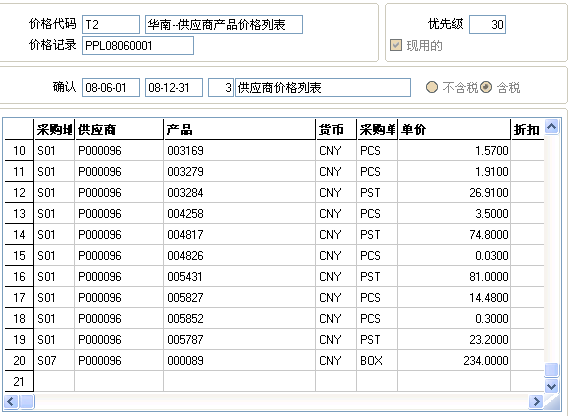 价格代码 T2 华南--供应商产品价格列表 优先级 30
价格记录 PPL08060001 现用的
确认 08-06-01 08-12-31 3 供应商价格列表 不含税 含税
供应商 产品 货币 采购单 单价 折扣
10 S01 P000096 003169 CNY PCS 1.5700
11 S01 P000096 003279 CNY PCS 1.9100
12 S01 P000096 003284 CNY PST 26.9100
13 S01 P000096 004258 CNY PCS 3.5000
14 S01 P000096 004817 CNY PST 74.8000
15 S01 P000096 004826 CNY PCS 0.0300
16 S01 P000096 005431 CNY PST 81.0000
17 S01 P000096 005827 CNY PCS 14.4800
18 S01 P000096 005852 CNY PCS 0.3000
19 S01 P000096 005787 CNY PST 23.2000
20 S07 P000096 000089 CNY BOX 234.0000
21